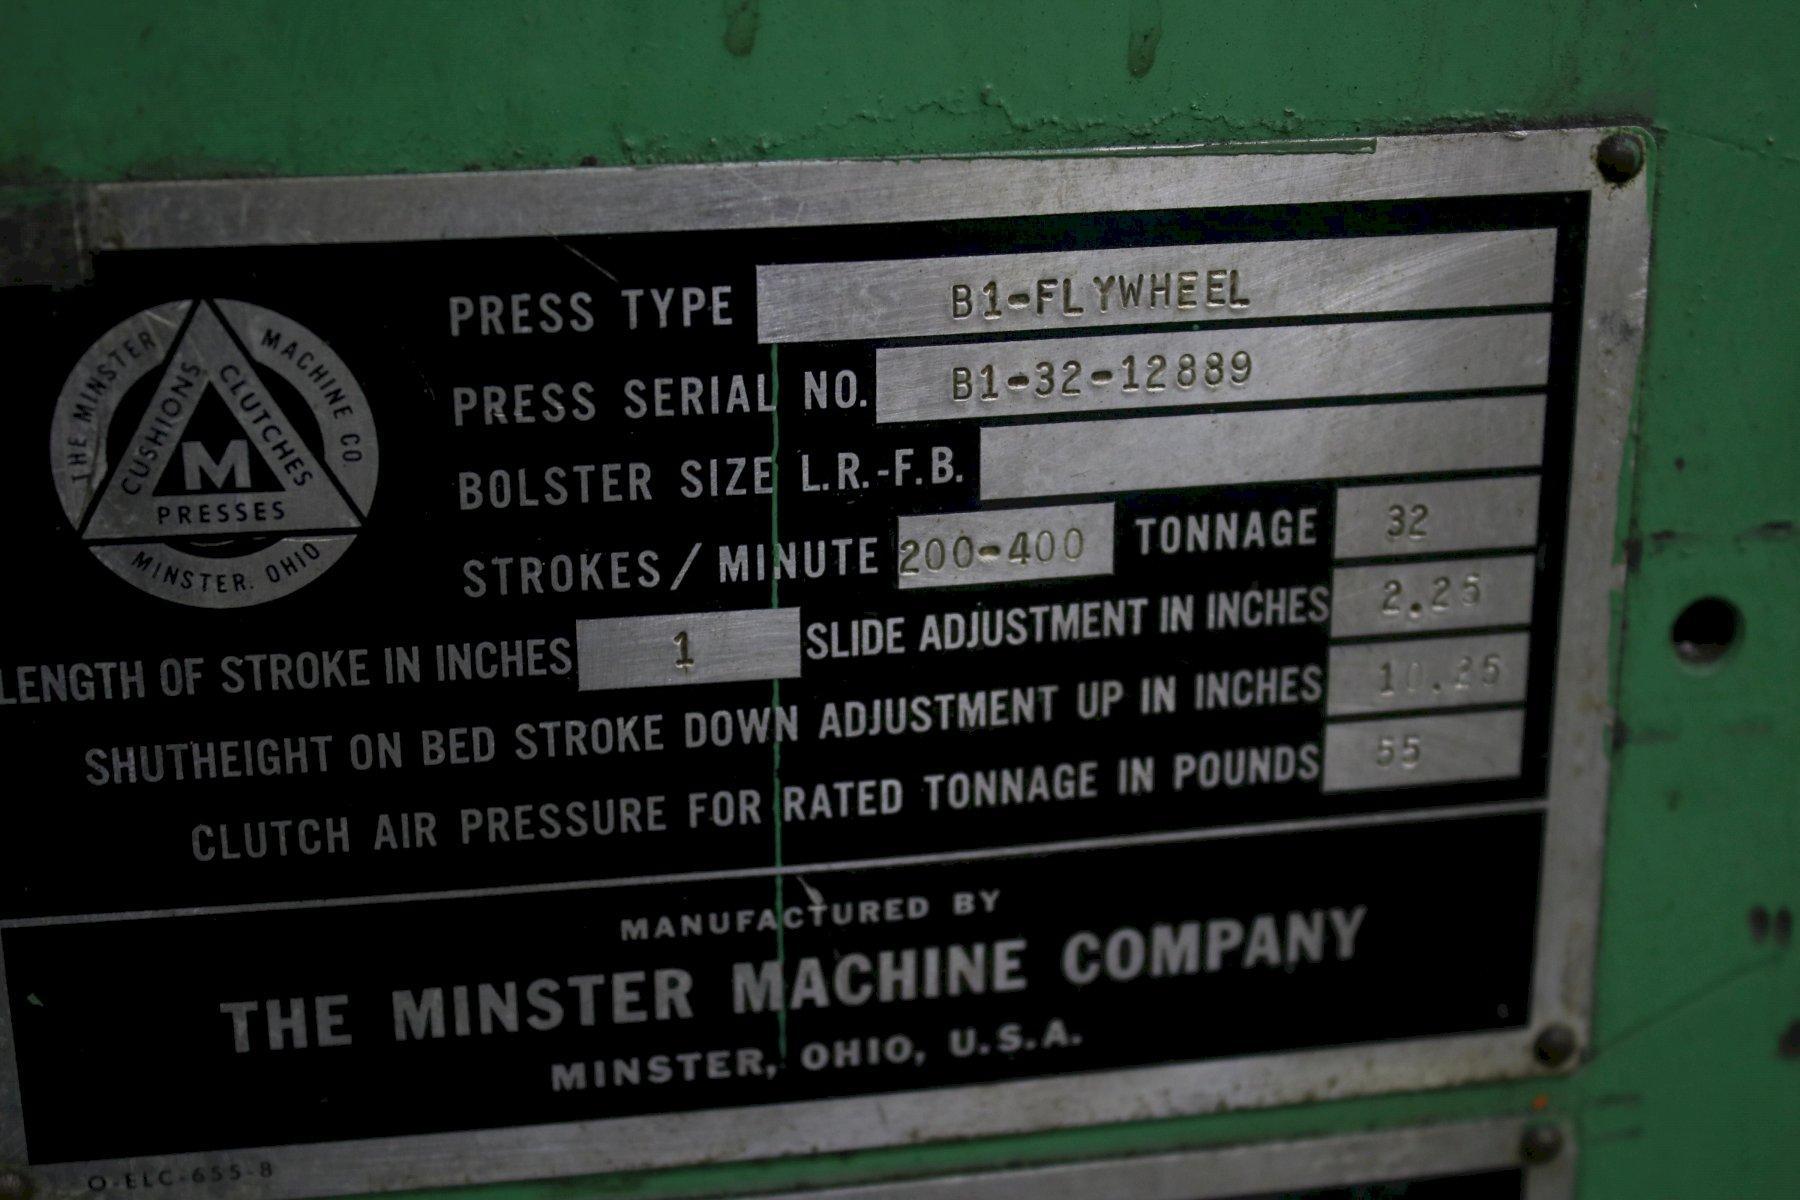 THE MINSTER MACHINE CO.
CUSHIONS CLUTCHES
M
PRESSES
MINSTER, OHIO
PRESS TYPE B1-FLYWHEEL
PRESS SERIAL NO. B1-32-12889
BOLSTER SIZE L.R.-F.B.
STROKES/MINUTE 200-400 TONNAGE 32
LENGTH OF STROKE IN INCHES 1 SLIDE ADJUSTMENT IN INCHES 2.25
SHUTHEIGHT ON BED STROKE DOWN ADJUSTMENT UP IN INCHES
CLUTCH AIR PRESSURE FOR RATED TONNAGE IN POUNDS 55
MANUFACTURED BY
THE MINSTER MACHINE COMPANY
MINSTER, OHIO, U.S.A.
O-ELC-655-8